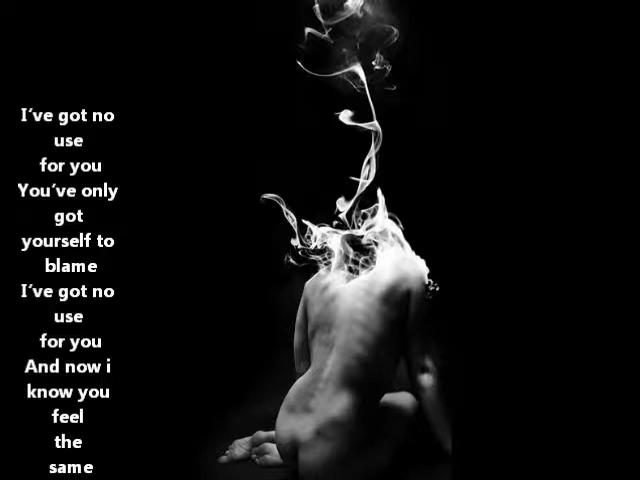 I've got no
use
for you
You've only
got
yourself to
blame
I've got no
use
for you
And now i
know you
feel
the
same